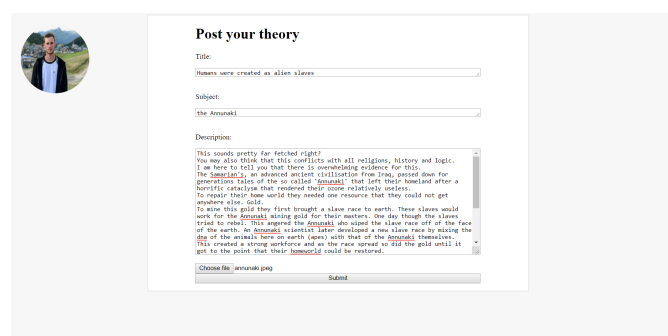 Post your theory
Title:
Humans were created as alien slaves
Subject:
the Annunaki
Description:
This sounds pretty far fetched right?
You may also think that this conflicts with all religions, history and logic.
I am here to tell you that there is overwhelming evidence for this.
The Samarian's, an advanced ancient civilisation from Iraq, passed down for
generations tales of the so called 'Annunaki' that left their homeland after a
horrific cataclysm that rendered their ozone relatively useless.
To repair their home world they needed one resource that they could not get
anywhere else. Gold.
To mine this gold they first brought a slave race to earth. These slaves would
work for the Annunaki mining gold for their masters. One day though the slaves
tried to rebel. This angered the Annunaki who wiped the slave race off of the face
of the earth. An Annunaki scientist later developed a new slave race by mixing the
dna of the animals here on earth (apes) with that of the Annunaki themselves.
This created a strong workforce and as the race spread so did the gold until it
got to the point that their homeworld could be restored.
Choose file annunaki.jpeg
Submit